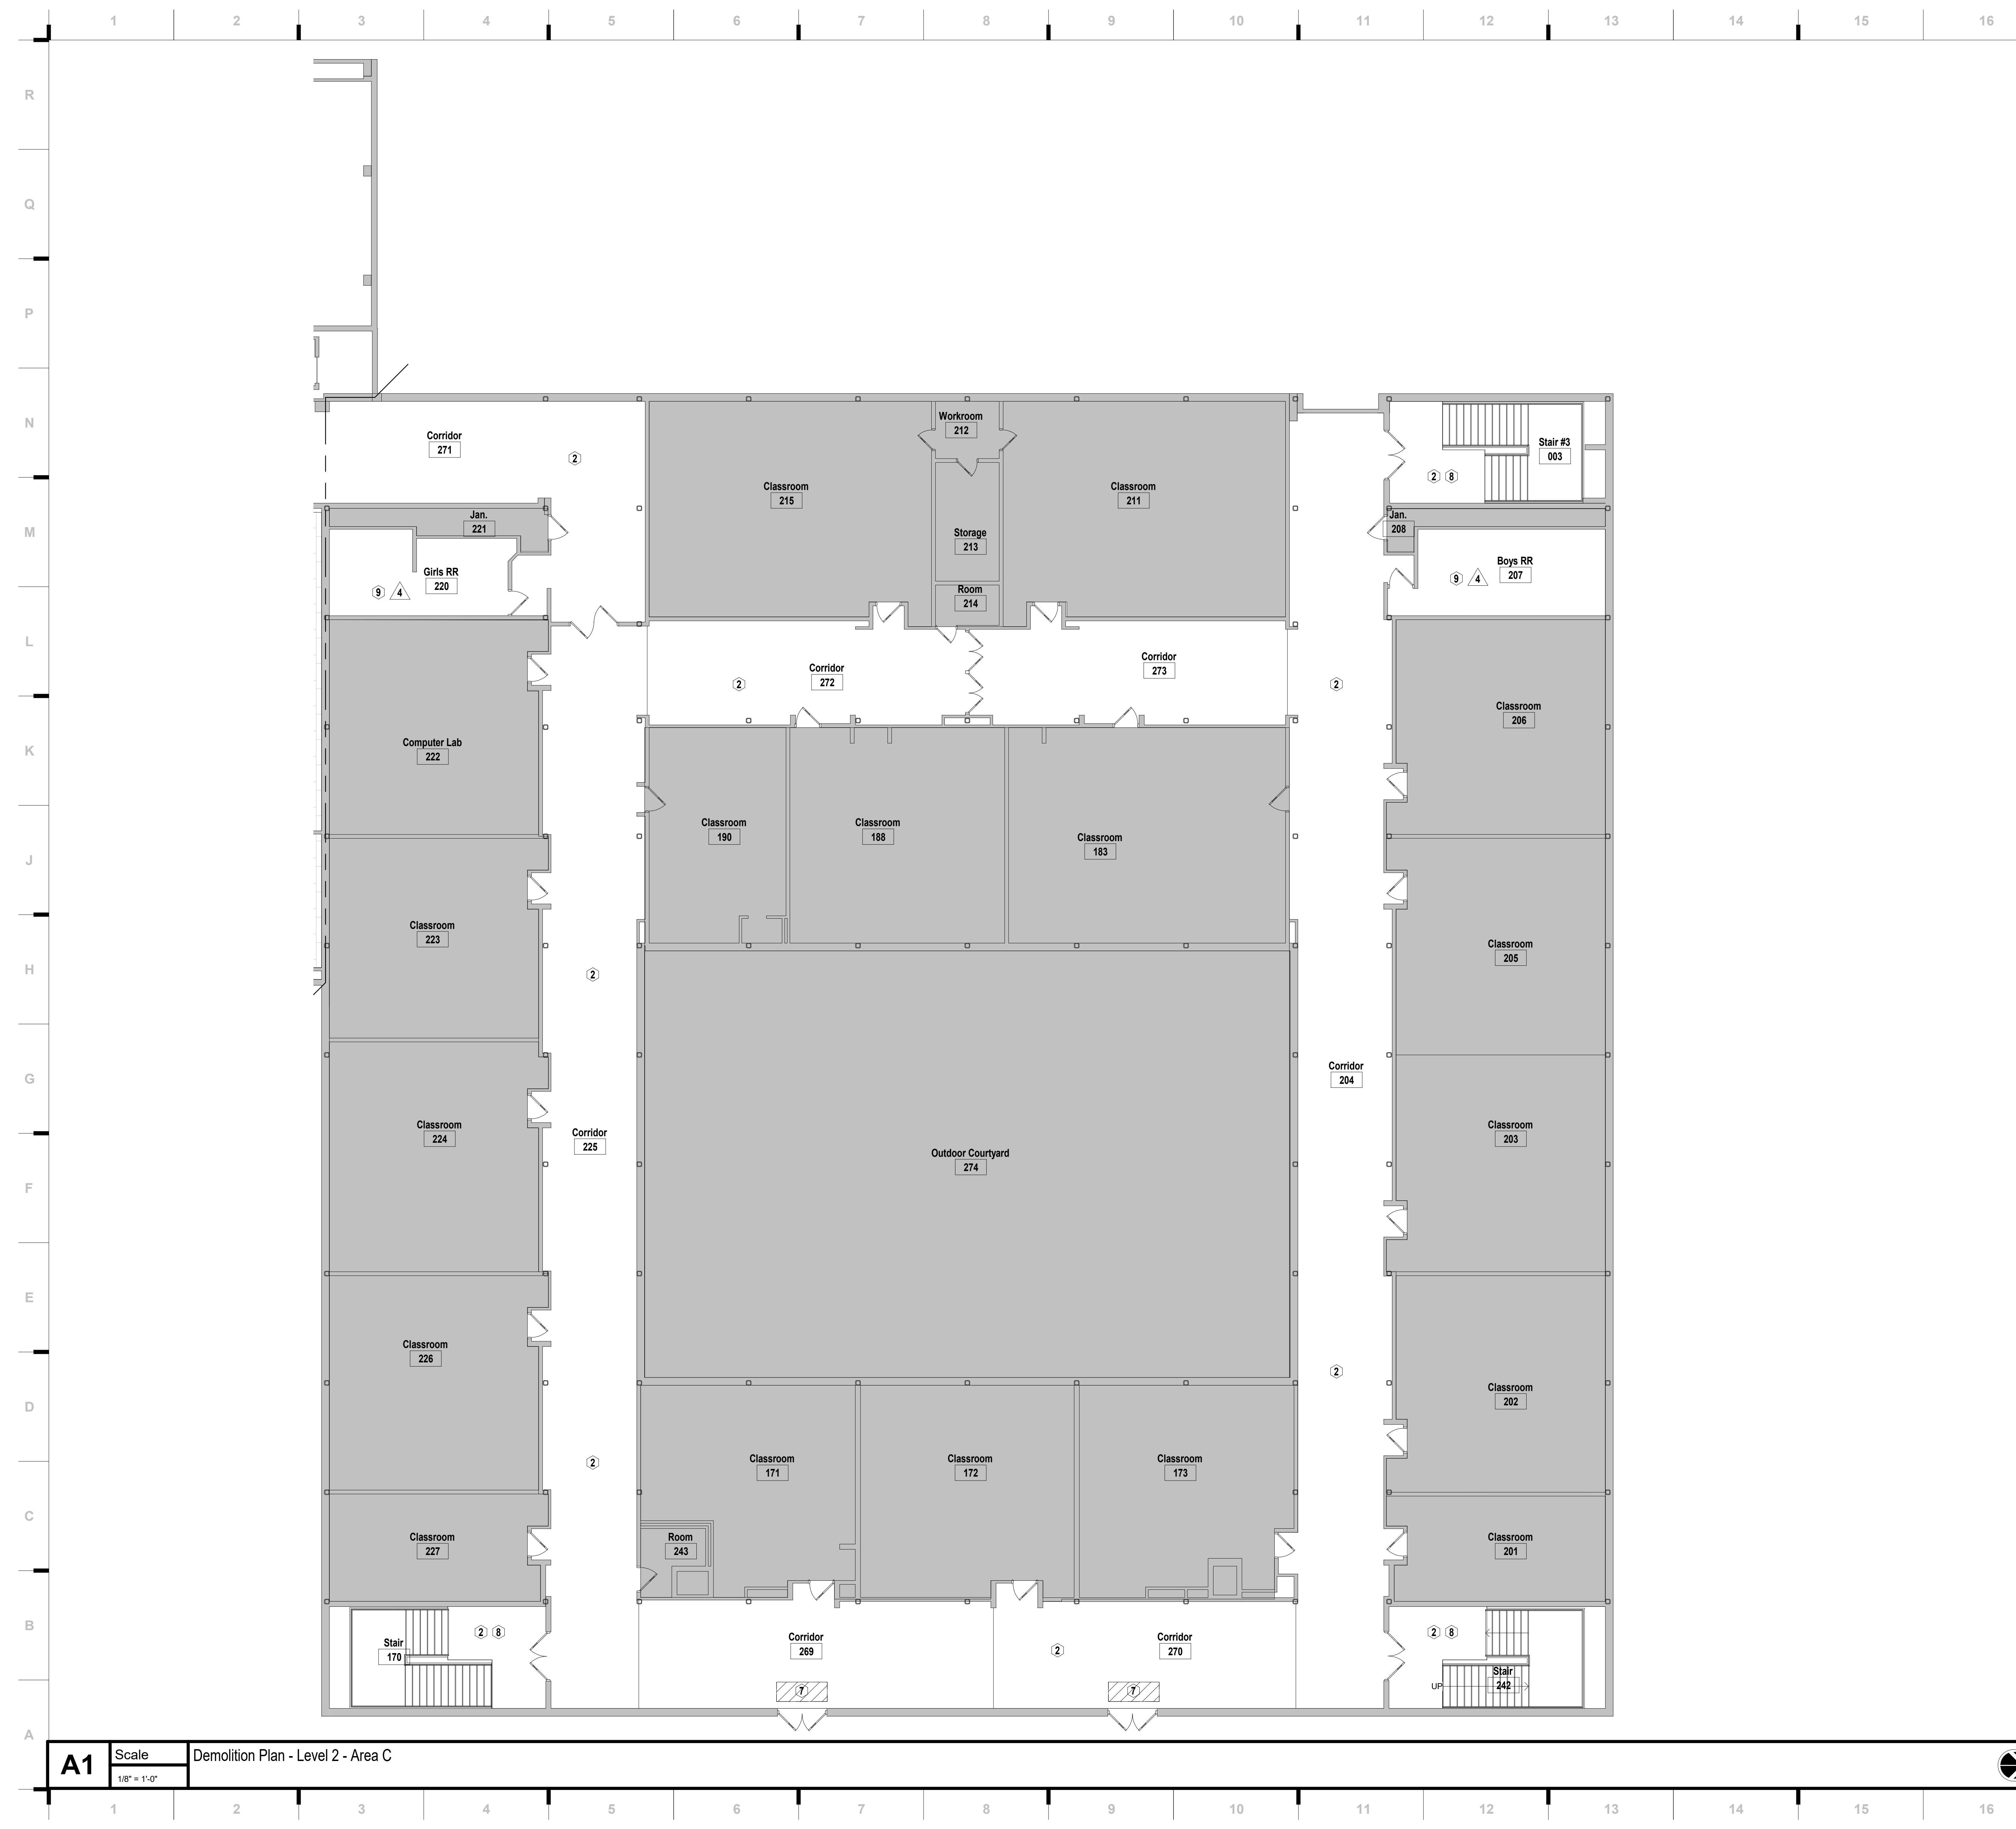 1 2 3 4 5 6 7 8 9 10 11 12 13 14 15 16
R
Q
P
N
M
L
K
J
H
G
F
E
D
C
B
A
Corridor
271
2
Workroom
212
Stair #3
003
2 8
Classroom
215
Classroom
211
Jan.
221
Storage
213
Jan.
208
Girls RR
220
9 4
Boys RR
207
9 4
Room
214
Corridor
272
2
Corridor
273
2
Classroom
206
Computer Lab
222
Classroom
190
Classroom
188
Classroom
183
Classroom
223
Classroom
205
2
Corridor
204
Classroom
224
Corridor
225
Outdoor Courtyard
274
Classroom
203
Classroom
226
2
Classroom
202
2
Classroom
171
Classroom
172
Classroom
173
Classroom
227
Room
243
Classroom
201
2 8
Stair
170
Corridor
269
2
Corridor
270
2 8
Stair
242
UP
7
7
A1
Scale
1/8" = 1'-0"
Demolition Plan - Level 2 - Area C
1 2 3 4 5 6 7 8 9 10 11 12 13 14 15 16